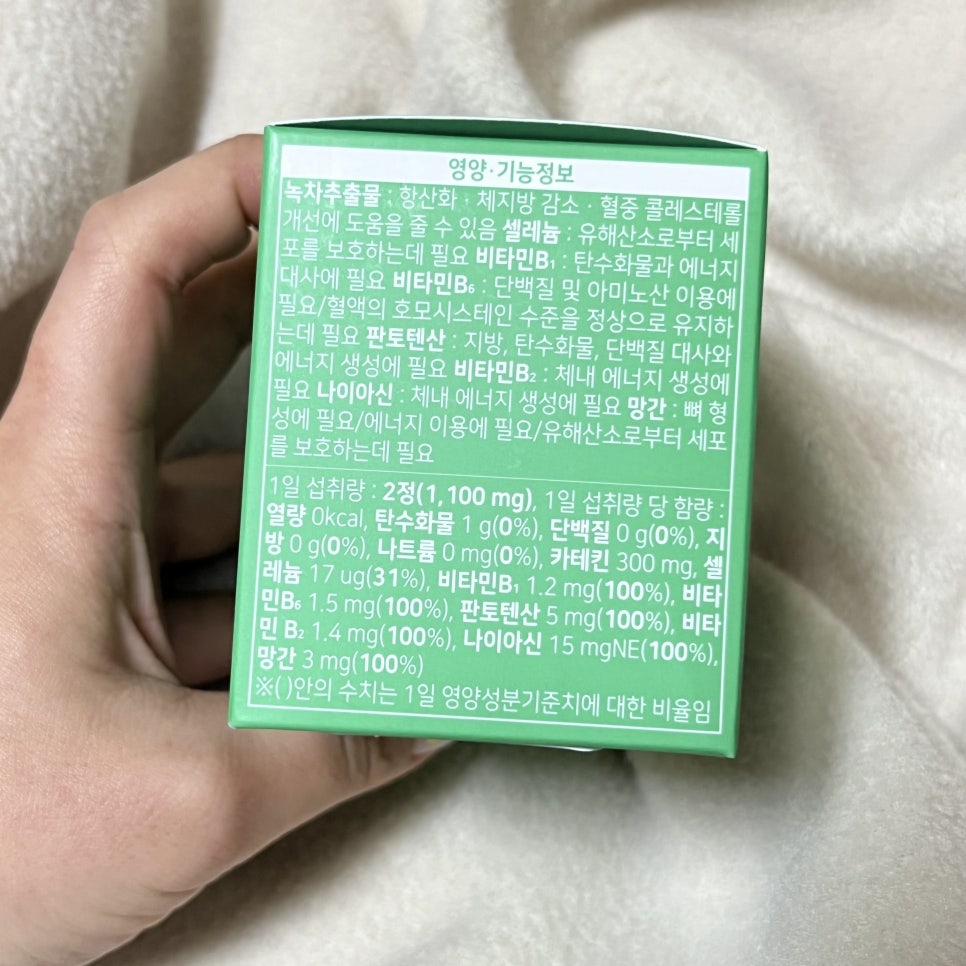 영양·기능정보
녹차추출물 : 항산화 · 체지방 감소 · 혈중 콜레스테롤
개선에 도움을 줄 수 있음 셀레늄 : 유해산소로부터 세
포를 보호하는데 필요 비타민B₁ : 탄수화물과 에너지
대사에 필요 비타민B₆ : 단백질 및 아미노산 이용에
필요/혈액의 호모시스테인 수준을 정상으로 유지하
는데 필요 판토텐산 : 지방, 탄수화물, 단백질 대사와
에너지 생성에 필요 비타민B₂ : 체내 에너지 생성에
필요 나이아신 : 체내 에너지 생성에 필요 망간 : 뼈 형
성에 필요/에너지 이용에 필요/유해산소로부터 세포
를 보호하는데 필요
1일 섭취량 : 2정(1,100 mg), 1일 섭취량 당 함량 :
열량 0kcal, 탄수화물 1 g(0%), 단백질 0 g(0%), 지
방 0 g(0%), 나트륨 0 mg(0%), 카테킨 300 mg, 셀
레늄 17 ug(31%), 비타민B₁ 1.2 mg(100%), 비타
민B₆ 1.5 mg(100%), 판토텐산 5 mg(100%), 비타
민 B₂ 1.4 mg(100%), 나이아신 15 mgNE(100%),
망간 3 mg(100%)
※( )안의 수치는 1일 영양성분기준치에 대한 비율임